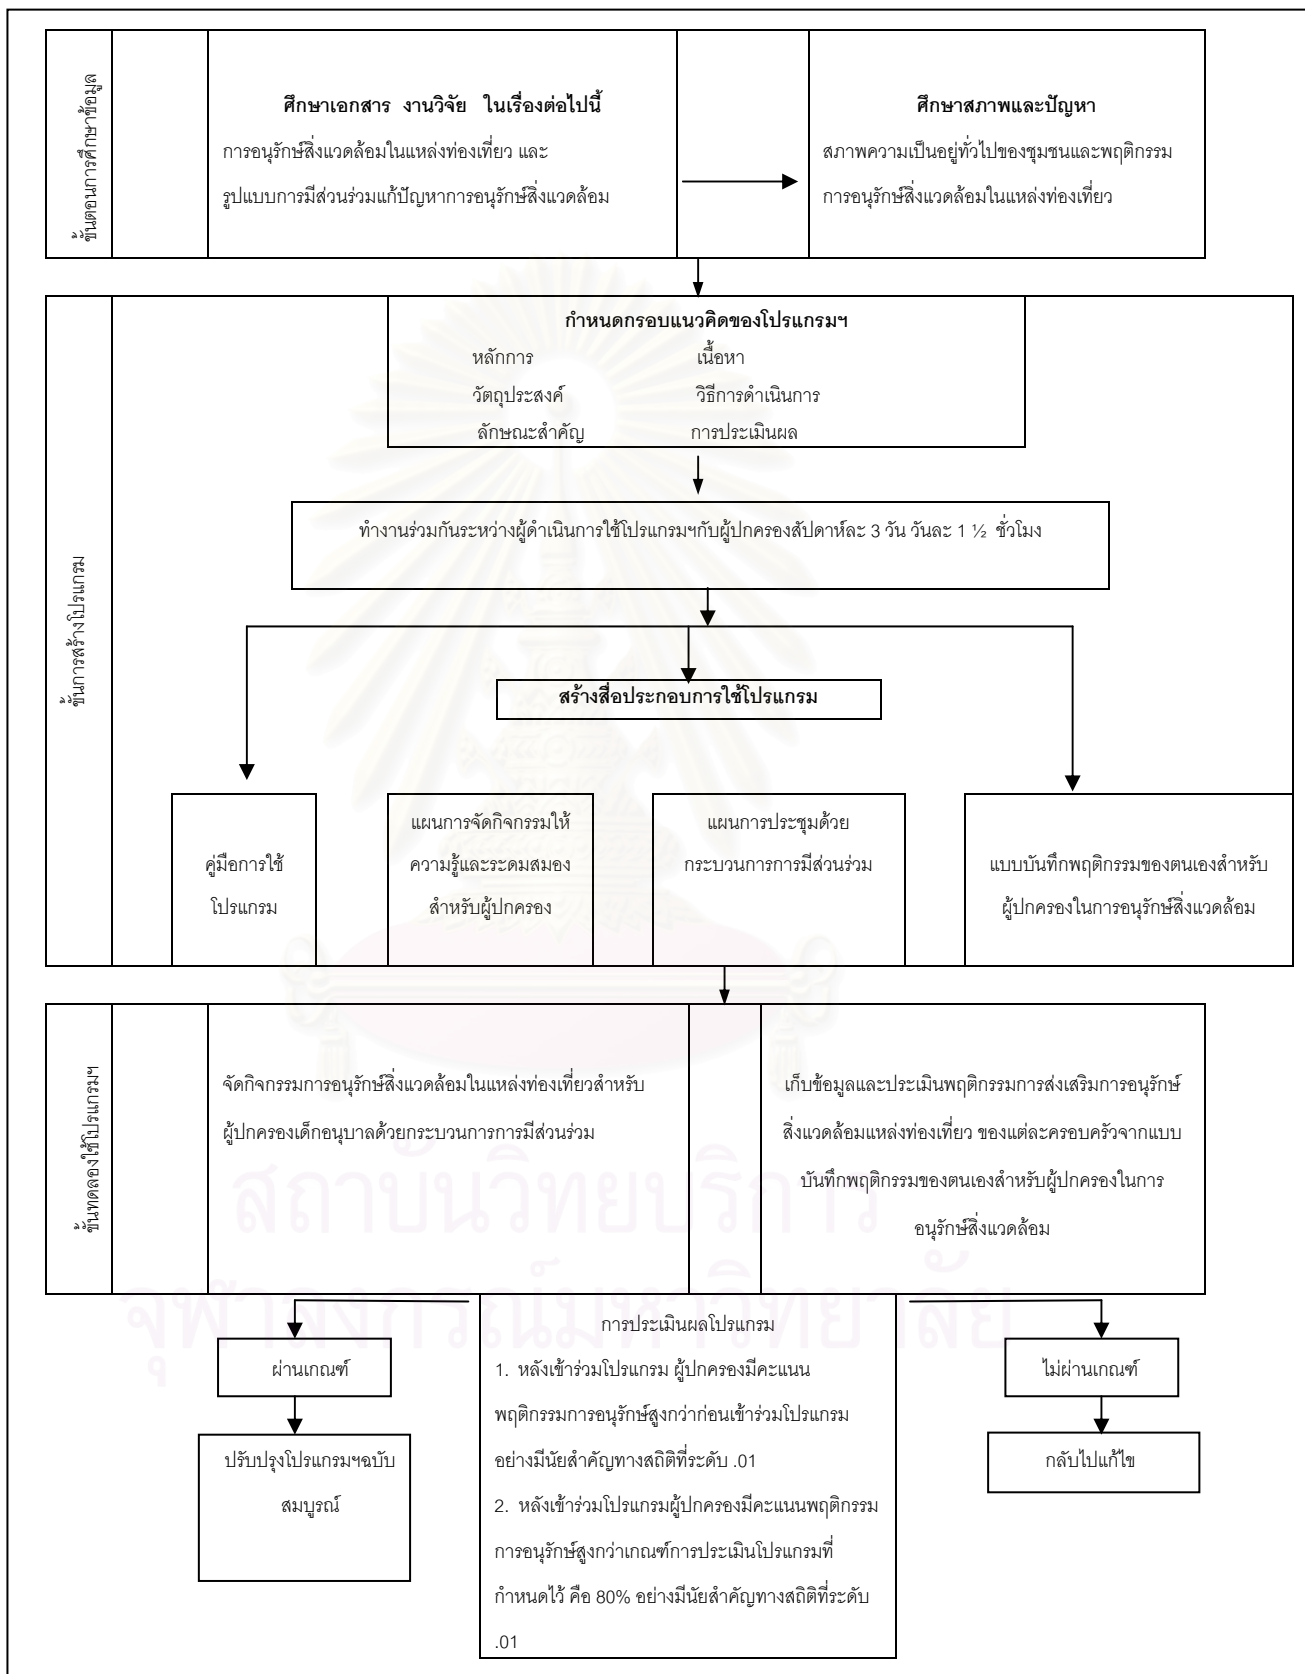 ขั้นตอนการศึกษาข้อมูล
ศึกษาเอกสาร งานวิจัย ในเรื่องต่อไปนี้
การอนุรักษ์สิ่งแวดล้อมในแหล่งท่องเที่ยว และ
รูปแบบการมีส่วนร่วมแก้ปัญหาการอนุรักษ์สิ่งแวดล้อม
ศึกษาสภาพและปัญหา
สภาพความเป็นอยู่ทั่วไปของชุมชนและพฤติกรรม
การอนุรักษ์สิ่งแวดล้อมในแหล่งท่องเที่ยว
ขั้นการสร้างโปรแกรม
กำหนดกรอบแนวคิดของโปรแกรมฯ
หลักการ เนื้อหา
วัตถุประสงค์ วิธีการดำเนินการ
ลักษณะสำคัญ การประเมินผล
ทำงานร่วมกันระหว่างผู้ดำเนินการใช้โปรแกรมฯกับผู้ปกครองสัปดาห์ละ 3 วัน วันละ 1 ½ ชั่วโมง
สร้างสื่อประกอบการใช้โปรแกรม
คู่มือการใช้
โปรแกรม
แผนการจัดกิจกรรมให้
ความรู้และระดมสมอง
สำหรับผู้ปกครอง
แผนการประชุมด้วย
กระบวนการการมีส่วนร่วม
แบบบันทึกพฤติกรรมของตนเองสำหรับ
ผู้ปกครองในการอนุรักษ์สิ่งแวดล้อม
ขั้นทดลองใช้โปรแกรมฯ
จัดกิจกรรมการอนุรักษ์สิ่งแวดล้อมในแหล่งท่องเที่ยวสำหรับ
ผู้ปกครองเด็กอนุบาลด้วยกระบวนการการมีส่วนร่วม
เก็บข้อมูลและประเมินพฤติกรรมการส่งเสริมการอนุรักษ์
สิ่งแวดล้อมแหล่งท่องเที่ยว ของแต่ละครอบครัวจากแบบ
บันทึกพฤติกรรมของตนเองสำหรับผู้ปกครองในการ
อนุรักษ์สิ่งแวดล้อม
สถาบันวิทยบริการ
จุฬาลงกรณ์มหาวิทยาลัย
ผ่านเกณฑ์
ปรับปรุงโปรแกรมฯฉบับ
สมบูรณ์
การประเมินผลโปรแกรม
1. หลังเข้าร่วมโปรแกรม ผู้ปกครองมีคะแนน
พฤติกรรมการอนุรักษ์สูงกว่าก่อนเข้าร่วมโปรแกรม
อย่างมีนัยสำคัญทางสถิติที่ระดับ .01
2. หลังเข้าร่วมโปรแกรมผู้ปกครองมีคะแนนพฤติกรรม
การอนุรักษ์สูงกว่าเกณฑ์การประเมินโปรแกรมที่
กำหนดไว้ คือ 80% อย่างมีนัยสำคัญทางสถิติที่ระดับ
.01
ไม่ผ่านเกณฑ์
กลับไปแก้ไข